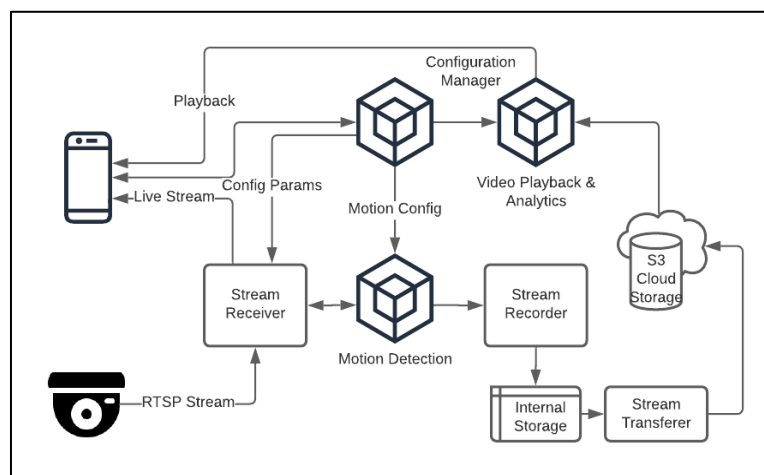 Configuration
Manager
Playback
Config Params
Live Stream
Video Playback &
Analytics
Motion Config
S3
Cloud
Storage
Stream
Receiver
Stream
Recorder
Motion Detection
RTSP Stream
Internal
Storage
Stream
Transferer